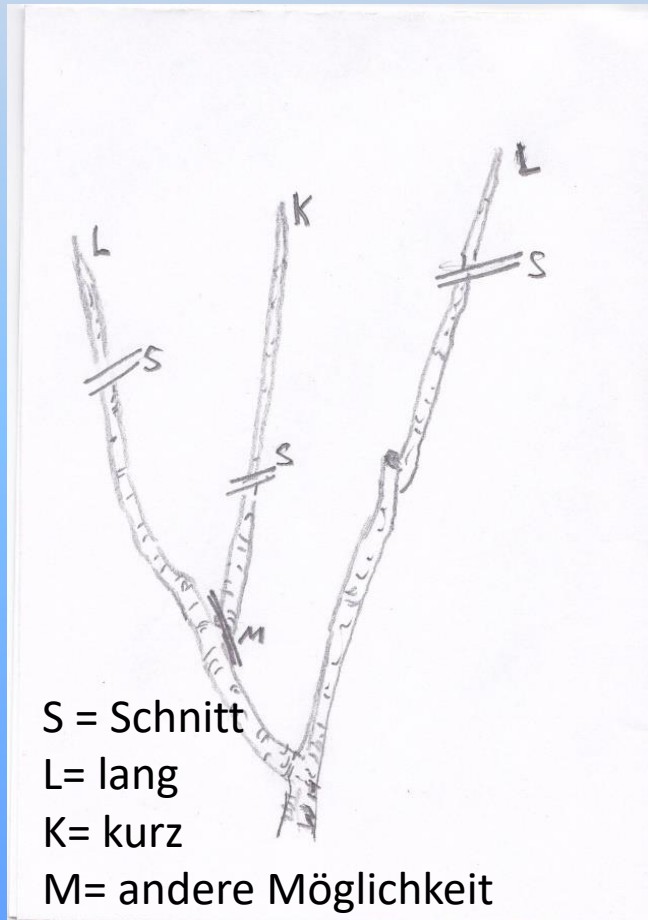 L
K
L
S
S
S
M
S = Schnitt
L= lang
K= kurz
M= andere Möglichkeit